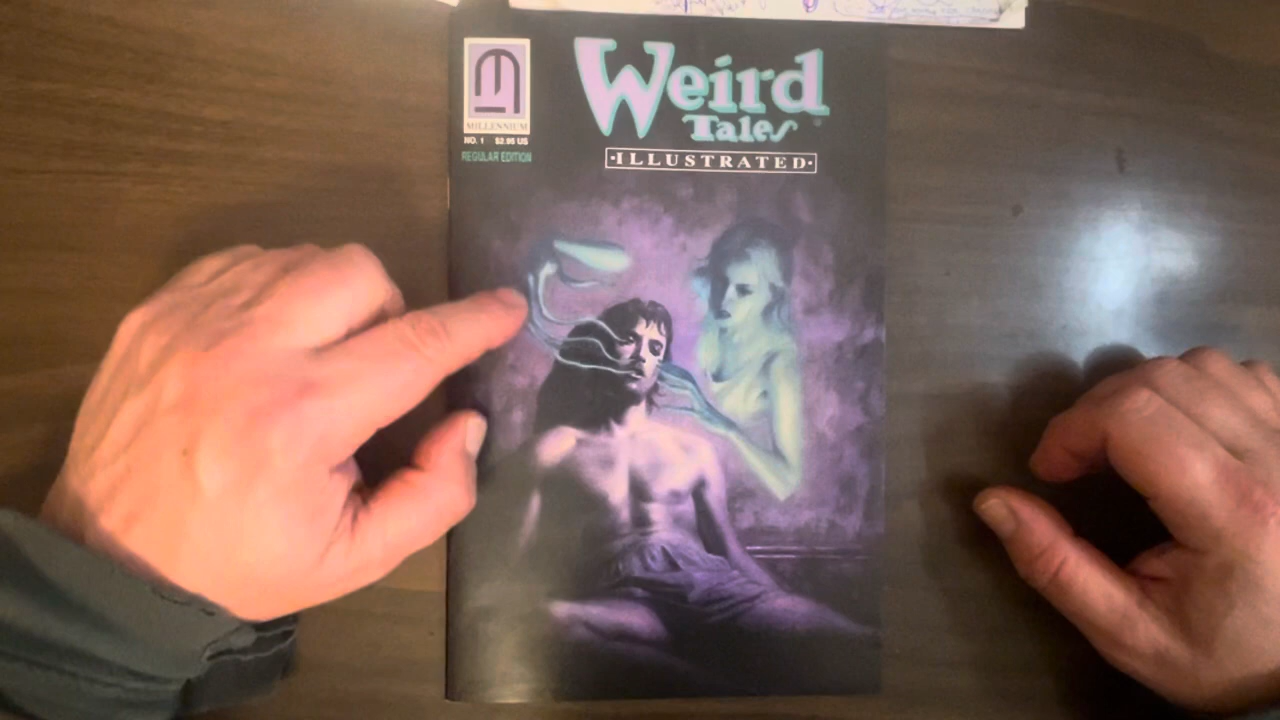 MILLENNIUM
NO. 1 $2.95 US
REGULAR EDITION
Weird
Tales
·ILLUSTRATED·